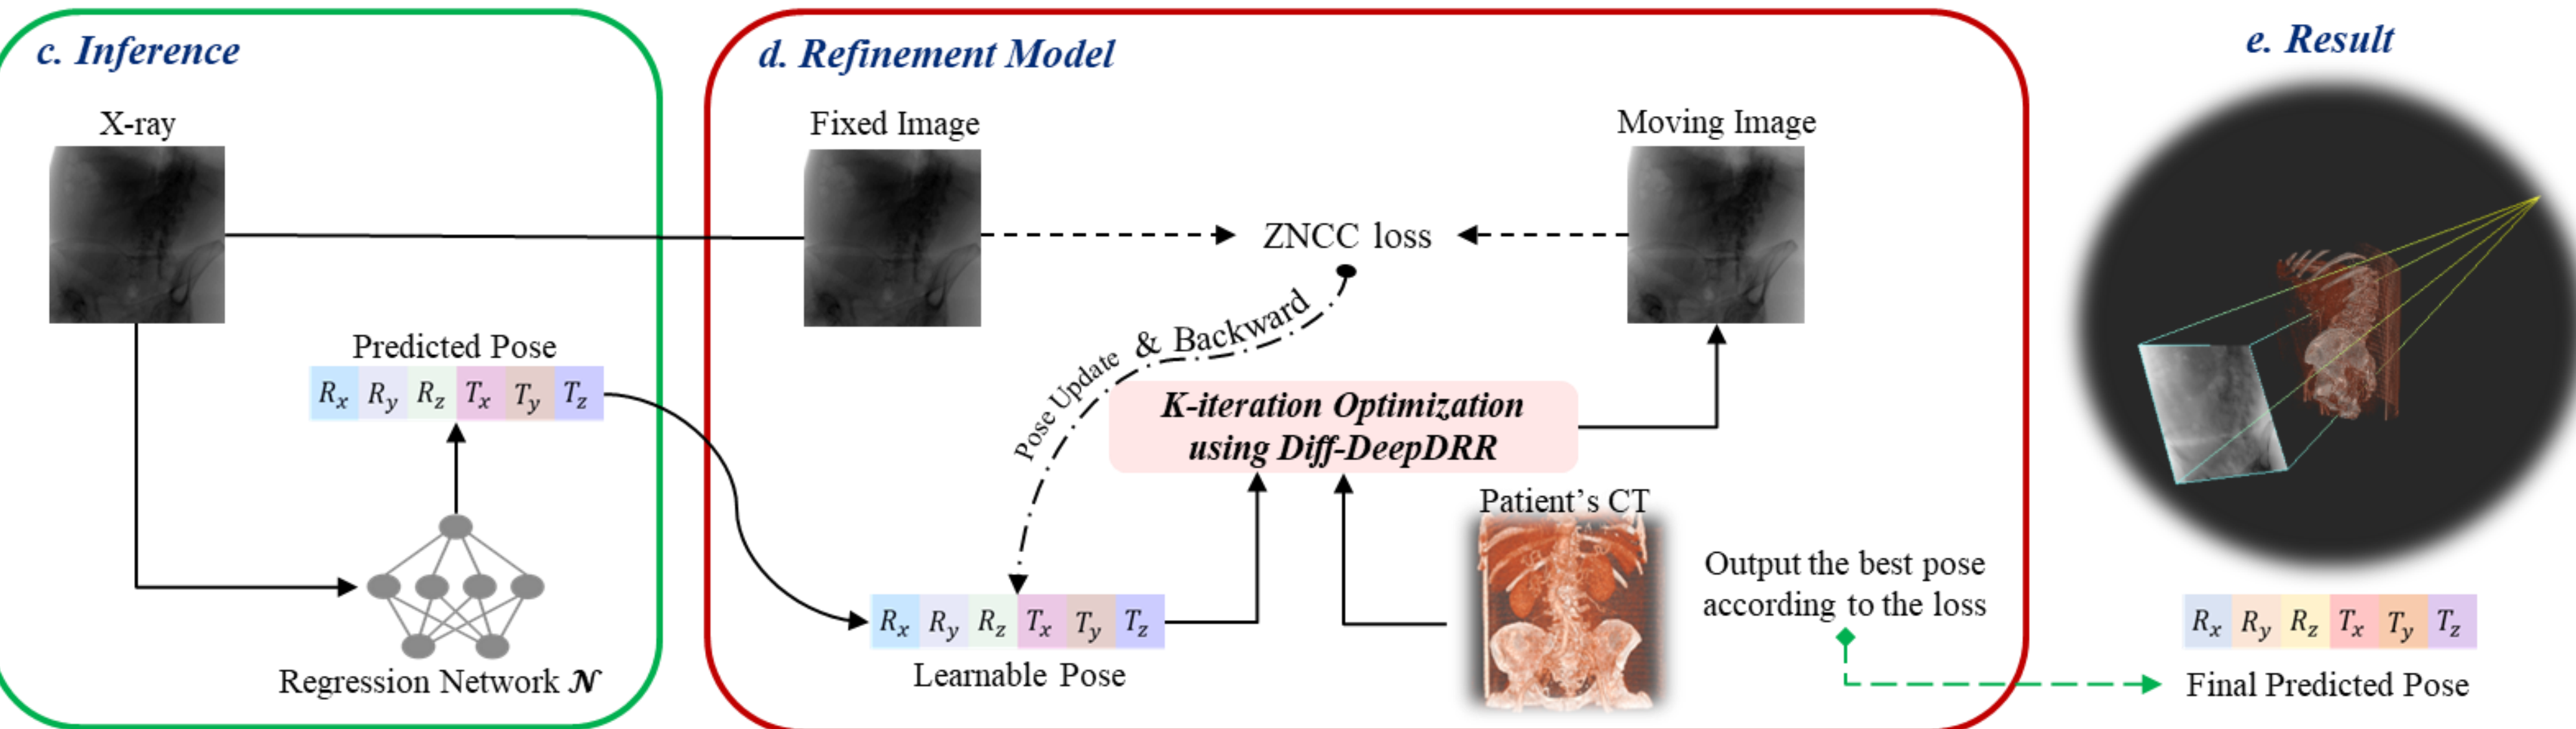 c. Inference
X-ray
Predicted Pose
Rx Ry Rz Tx Ty Tz
Regression Network 𝒩
d. Refinement Model
Fixed Image
Moving Image
ZNCC loss
Pose Update & Backward
K-iteration Optimization
using Diff-DeepDRR
Patient’s CT
Rx Ry Rz Tx Ty Tz
Learnable Pose
Output the best pose
according to the loss
e. Result
Rx Ry Rz Tx Ty Tz
Final Predicted Pose